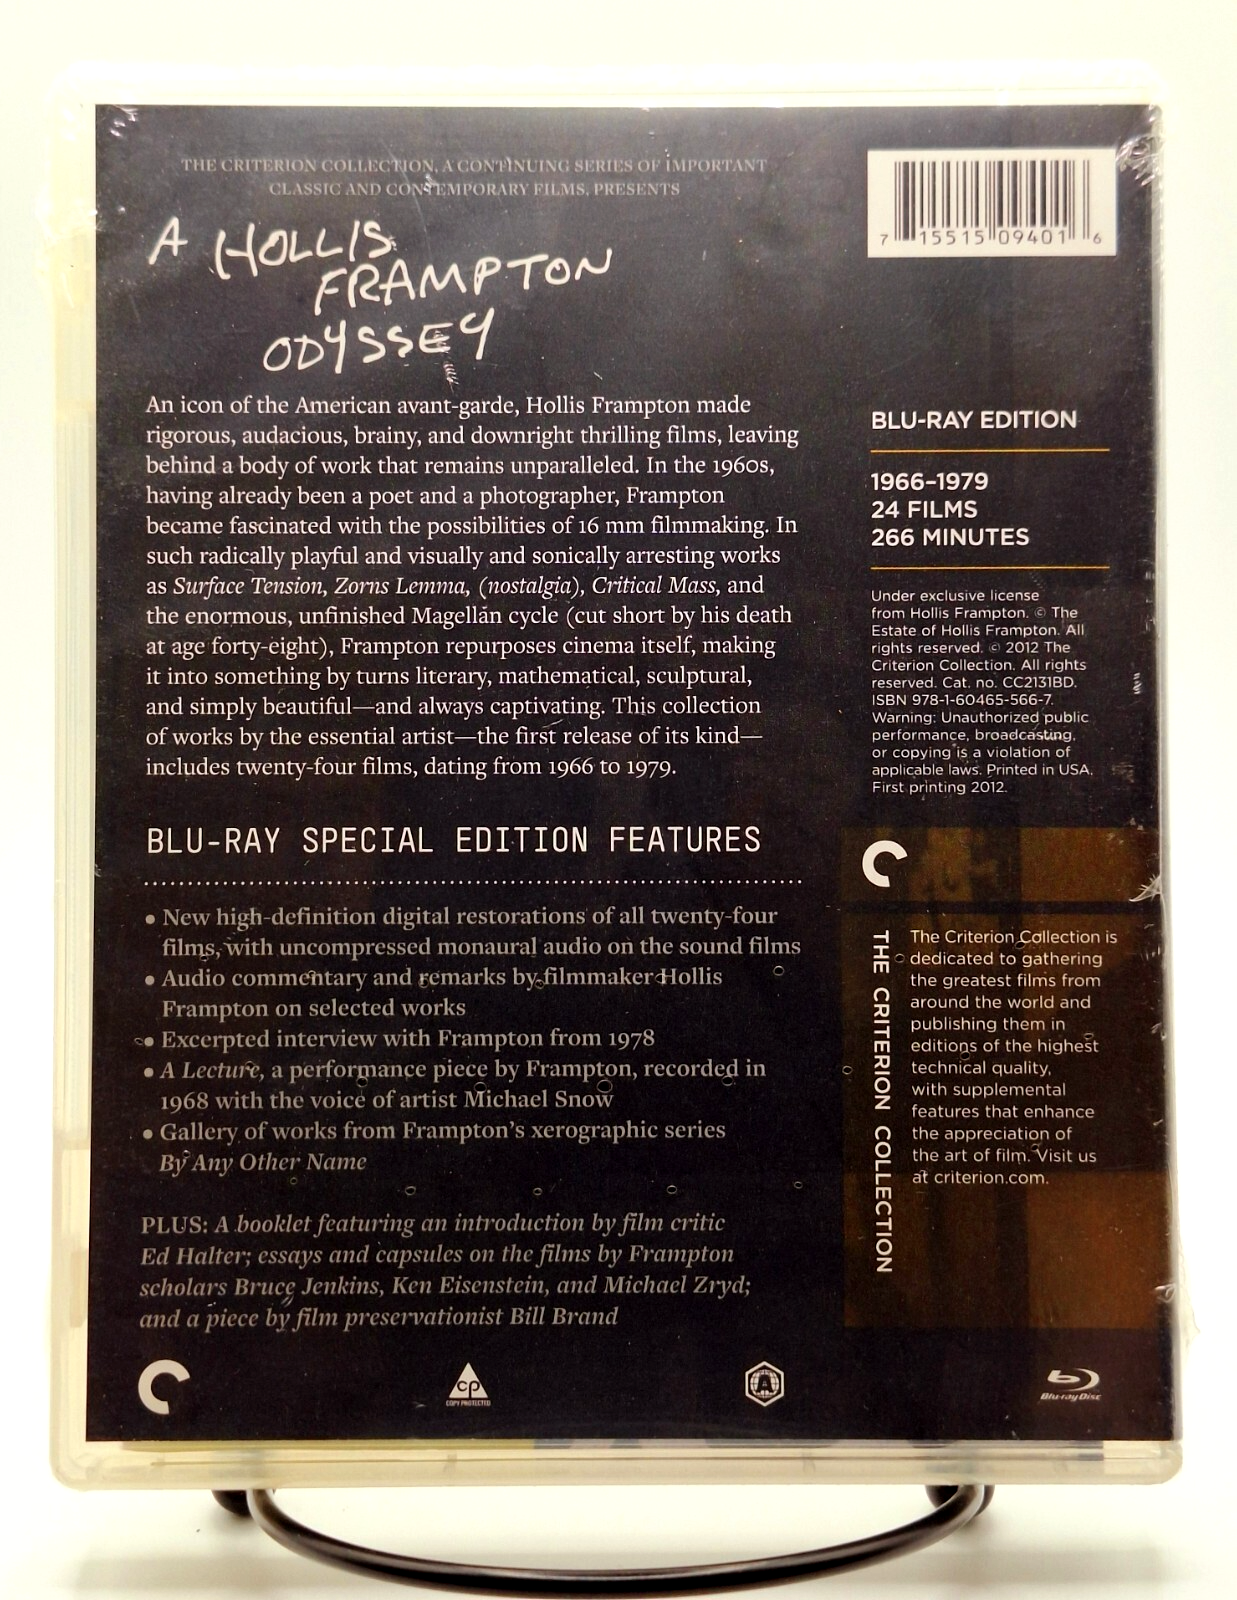 THE CRITERION COLLECTION, A CONTINUING SERIES OF IMPORTANT
CLASSIC AND CONTEMPORARY FILMS, PRESENTS
A HOLLIS
FRAMPTON
ODYSSEY
An icon of the American avant-garde, Hollis Frampton made
rigorous, audacious, brainy, and downright thrilling films, leaving
behind a body of work that remains unparalleled. In the 1960s,
having already been a poet and a photographer, Frampton
became fascinated with the possibilities of 16 mm filmmaking. In
such radically playful and visually and sonically arresting works
as Surface Tension, Zorns Lemma, (nostalgia), Critical Mass, and
the enormous, unfinished Magellan cycle (cut short by his death
at age forty-eight), Frampton repurposes cinema itself, making
it into something by turns literary, mathematical, sculptural,
and simply beautiful—and always captivating. This collection
of works by the essential artist—the first release of its kind—
includes twenty-four films, dating from 1966 to 1979.
BLU-RAY SPECIAL EDITION FEATURES
• New high-definition digital restorations of all twenty-four
films, with uncompressed monaural audio on the sound films
• Audio commentary and remarks by filmmaker Hollis
Frampton on selected works
• Excerpted interview with Frampton from 1978
• A Lecture, a performance piece by Frampton, recorded in
1968 with the voice of artist Michael Snow
• Gallery of works from Frampton's xerographic series
By Any Other Name
PLUS: A booklet featuring an introduction by film critic
Ed Halter; essays and capsules on the films by Frampton
scholars Bruce Jenkins, Ken Eisenstein, and Michael Zryd;
and a piece by film preservationist Bill Brand
7 15515 09401 6
BLU-RAY EDITION
1966–1979
24 FILMS
266 MINUTES
Under exclusive license
from Hollis Frampton. © The
Estate of Hollis Frampton. All
rights reserved. © 2012 The
Criterion Collection. All rights
reserved. Cat. no. CC2131BD.
ISBN 978-1-60465-566-7.
Warning: Unauthorized public
performance, broadcasting,
or copying is a violation of
applicable laws. Printed in USA.
First printing 2012.
THE CRITERION COLLECTION
The Criterion Collection is
dedicated to gathering
the greatest films from
around the world and
publishing them in
editions of the highest
technical quality,
with supplemental
features that enhance
the appreciation of
the art of film. Visit us
at criterion.com.
cp
COPY PROTECTED
A
Blu-ray Disc